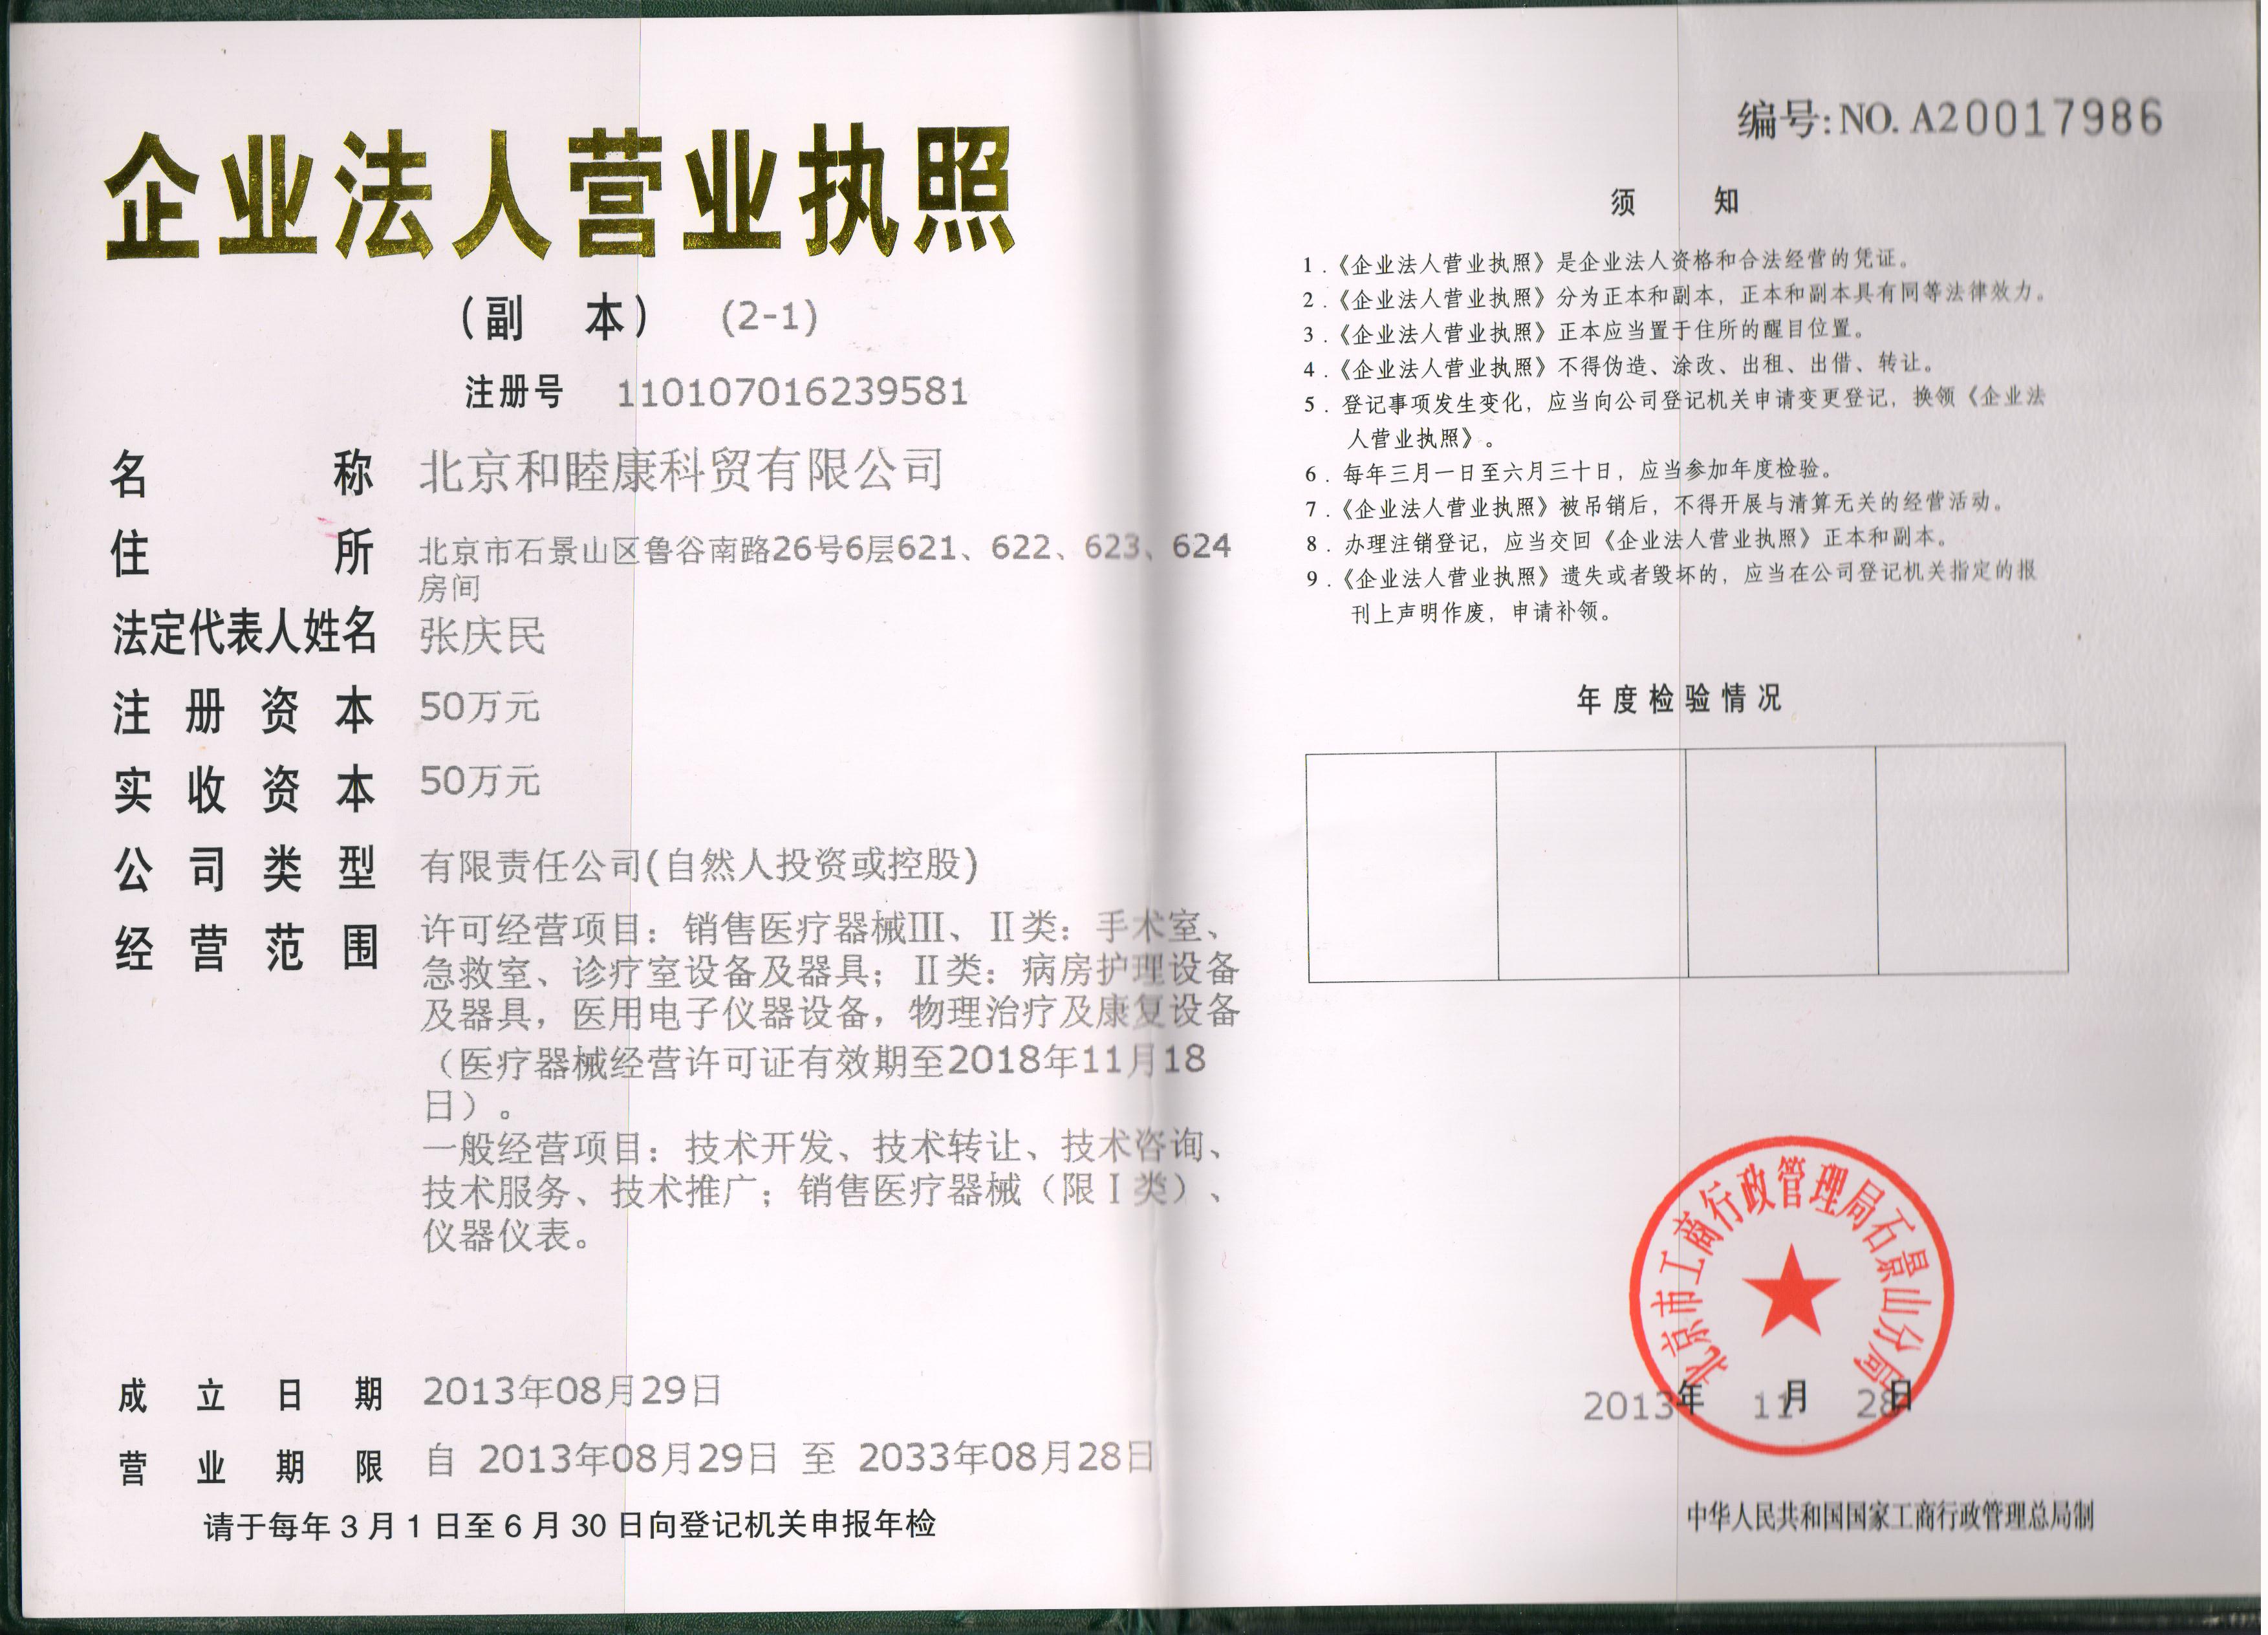 企业法人营业执照
（副 本） (2-1)
注册号 110107016239581
名 称 北京和睦康科贸有限公司
住 所 北京市石景山区鲁谷南路26号6层621、622、623、624
房间
法定代表人姓名 张庆民
注 册 资 本 50万元
实 收 资 本 50万元
公 司 类 型 有限责任公司(自然人投资或控股)
经 营 范 围 许可经营项目：销售医疗器械Ⅲ、Ⅱ类：手术室、
急救室、诊疗室设备及器具；Ⅱ类：病房护理设备
及器具，医用电子仪器设备，物理治疗及康复设备
（医疗器械经营许可证有效期至2018年11月18
日）。
一般经营项目：技术开发、技术转让、技术咨询、
技术服务、技术推广；销售医疗器械（限Ⅰ类）、
仪器仪表。
成 立 日 期 2013年08月29日
营 业 期 限 自 2013年08月29日 至 2033年08月28日
请于每年3月1日至6月30日向登记机关申报年检
编号: NO. A20017986
须 知
1．《企业法人营业执照》是企业法人资格和合法经营的凭证。
2．《企业法人营业执照》分为正本和副本，正本和副本具有同等法律效力。
3．《企业法人营业执照》正本应当置于住所的醒目位置。
4．《企业法人营业执照》不得伪造、涂改、出租、出借、转让。
5．登记事项发生变化，应当向公司登记机关申请变更登记，换领《企业法
人营业执照》。
6．每年三月一日至六月三十日，应当参加年度检验。
7．《企业法人营业执照》被吊销后，不得开展与清算无关的经营活动。
8．办理注销登记，应当交回《企业法人营业执照》正本和副本。
9．《企业法人营业执照》遗失或者毁坏的，应当在公司登记机关指定的报
刊上声明作废，申请补领。
年度检验情况
北京市工商行政管理局石景山分局
2013年 11月 28日
中华人民共和国国家工商行政管理总局制